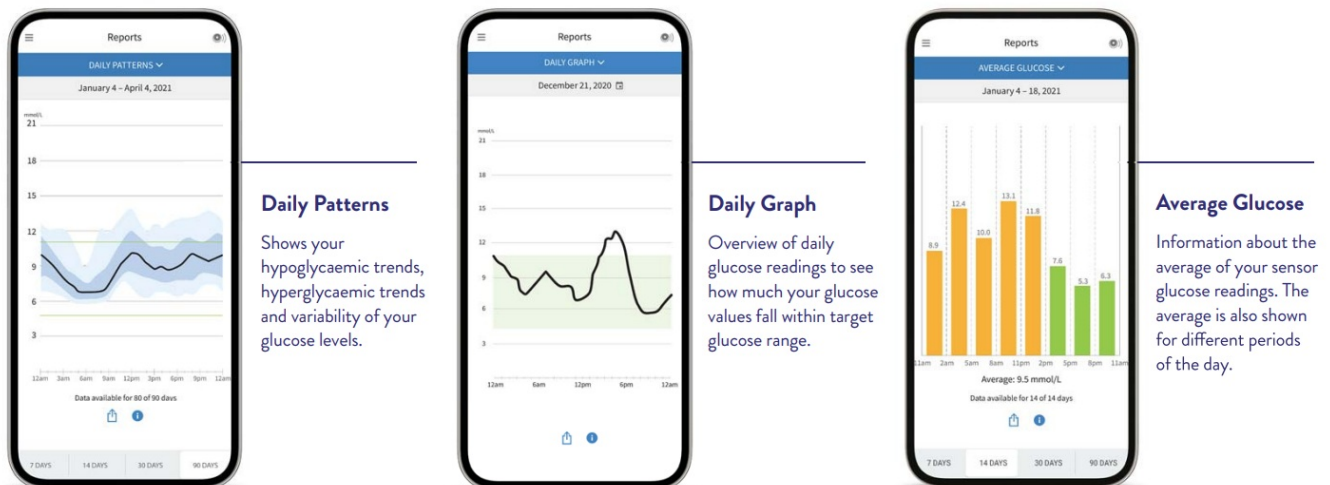 Reports
DAILY PATTERNS
January 4 – April 4, 2021
mmol/L
21
18
15
12
9
6
3
12am 3am 6am 9am 12pm 3pm 6pm 9pm 12am
Data available for 80 of 90 days
7 DAYS 14 DAYS 30 DAYS 90 DAYS
Daily Patterns
Shows your
hypoglycaemic trends,
hyperglycaemic trends
and variability of your
glucose levels.
Reports
DAILY GRAPH
December 21, 2020
mmol/L
21
18
15
12
9
6
3
12am 6am 12pm 6pm 12am
Daily Graph
Overview of daily
glucose readings to see
how much your glucose
values fall within target
glucose range.
Reports
AVERAGE GLUCOSE
January 4 – 18, 2021
8.9
12.4
10.0
13.1
11.8
7.6
5.3
6.3
11am 2am 5am 8am 11pm 2pm 5pm 8pm 11am
Average: 9.5 mmol/L
Data available for 14 of 14 days
7 DAYS 14 DAYS 30 DAYS 90 DAYS
Average Glucose
Information about the
average of your sensor
glucose readings. The
average is also shown
for different periods
of the day.